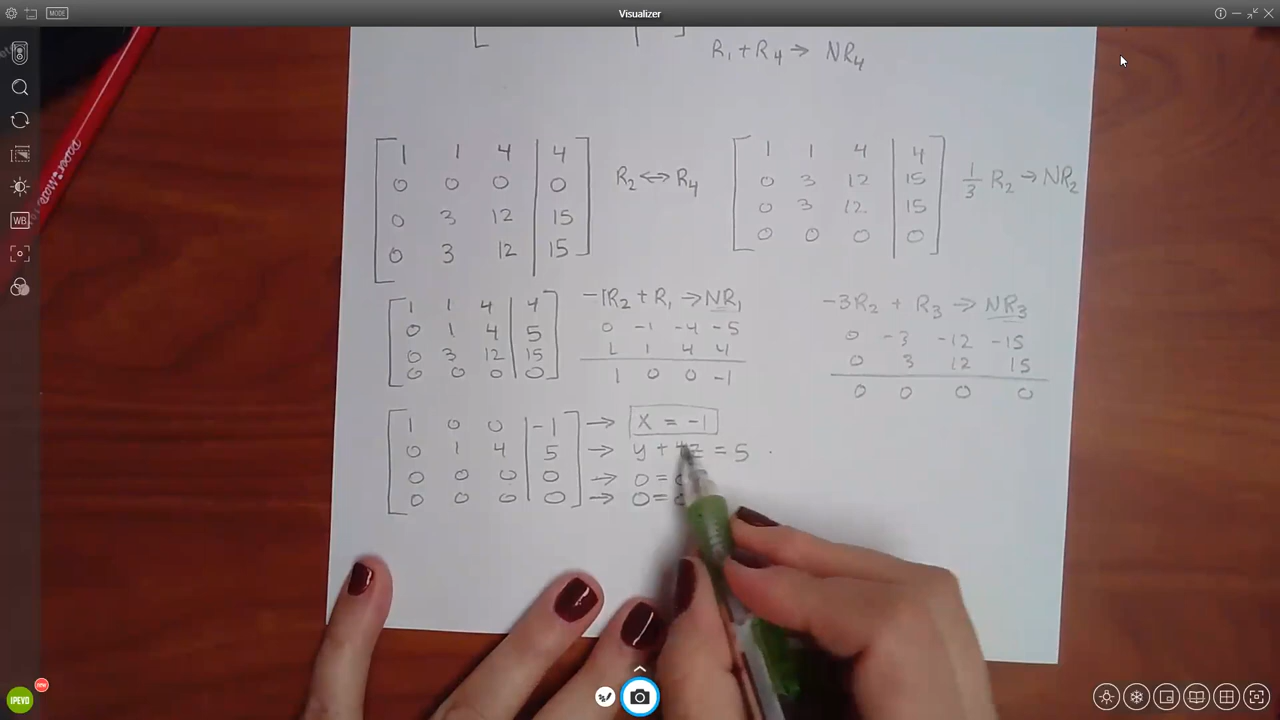 MODE
Visualizer
R₁ + R₄ → NR₄
1 1 4 | 4
0 0 0 | 0
0 3 12 | 15
0 3 12 | 15
R₂ ↔ R₄
1 1 4 | 4
0 3 12 | 15
0 3 12 | 15
0 0 0 | 0
1/3 R₂ → NR₂
1 1 4 | 4
0 1 4 | 5
0 3 12 | 15
0 0 0 | 0
-1R₂ + R₁ → NR₁
0 -1 -4 -5
1 1 4 4
1 0 0 -1
-3R₂ + R₃ → NR₃
0 -3 -12 -15
0 3 12 15
0 0 0 0
1 0 0 | -1 → x = -1
0 1 4 | 5 → y + 4z = 5
0 0 0 | 0 → 0 = 0
0 0 0 | 0 → 0 = 0
WB
IPEVO